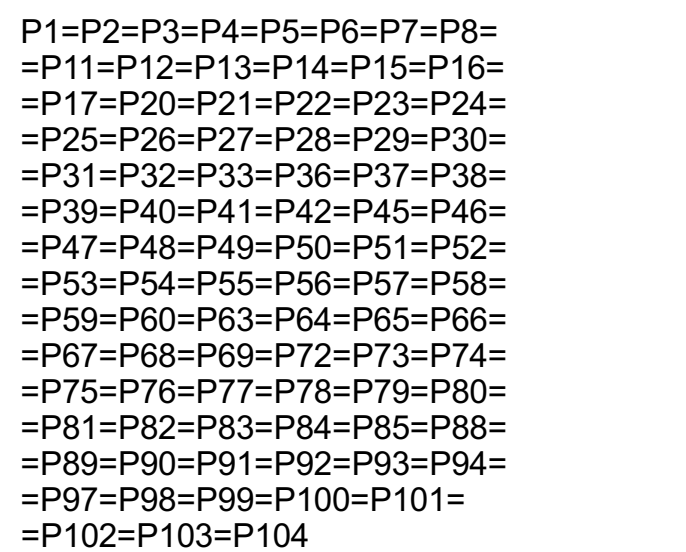 P1=P2=P3=P4=P5=P6=P7=P8=
=P11=P12=P13=P14=P15=P16=
=P17=P20=P21=P22=P23=P24=
=P25=P26=P27=P28=P29=P30=
=P31=P32=P33=P36=P37=P38=
=P39=P40=P41=P42=P45=P46=
=P47=P48=P49=P50=P51=P52=
=P53=P54=P55=P56=P57=P58=
=P59=P60=P63=P64=P65=P66=
=P67=P68=P69=P72=P73=P74=
=P75=P76=P77=P78=P79=P80=
=P81=P82=P83=P84=P85=P88=
=P89=P90=P91=P92=P93=P94=
=P97=P98=P99=P100=P101=
=P102=P103=P104